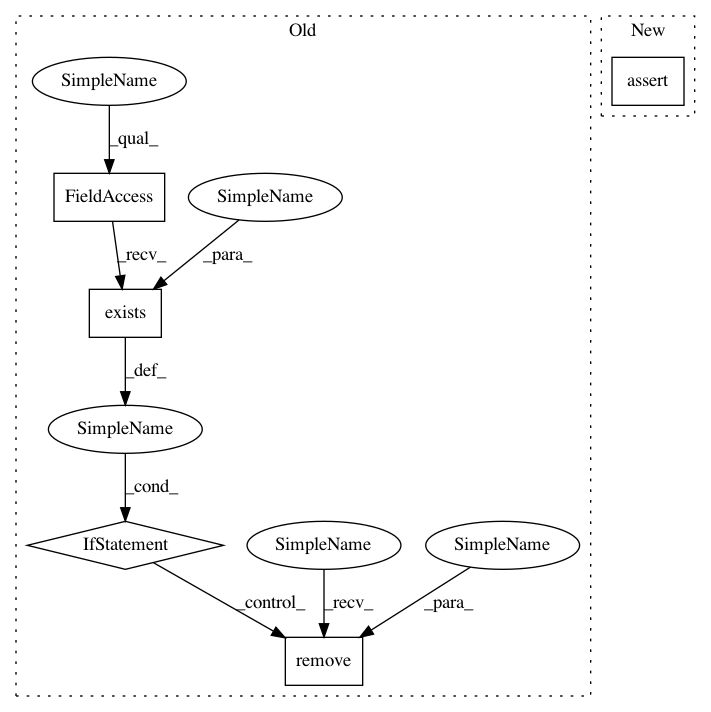 Old
New
SimpleName
assert
_qual_
FieldAccess
SimpleName
_recv_
_para_
exists
_def_
SimpleName
_cond_
IfStatement
SimpleName
SimpleName
_control_
_recv_
_para_
remove